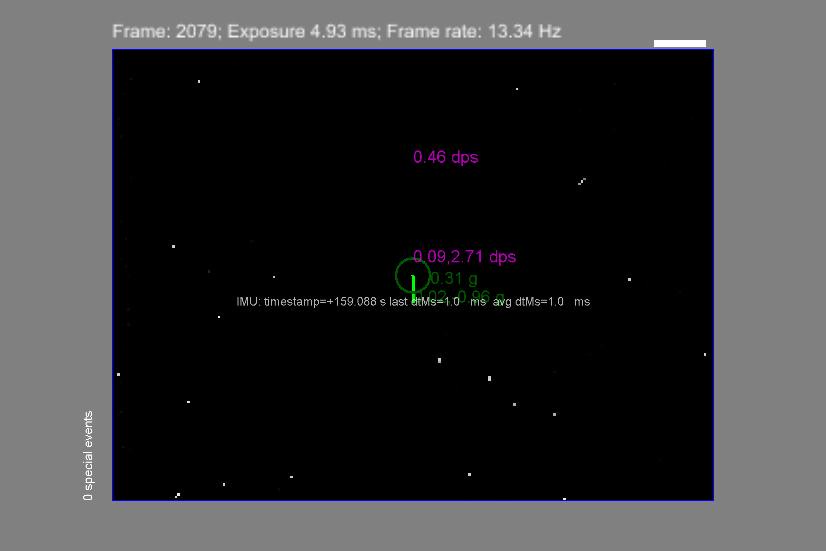 Frame: 2079; Exposure 4.93 ms; Frame rate: 13.34 Hz
0.46 dps
0.09,2.71 dps
0.31 g
0.96 g
IMU: timestamp=+159.088 s last dtMs=1.0 ms avg dtMs=1.0 ms
0 special events